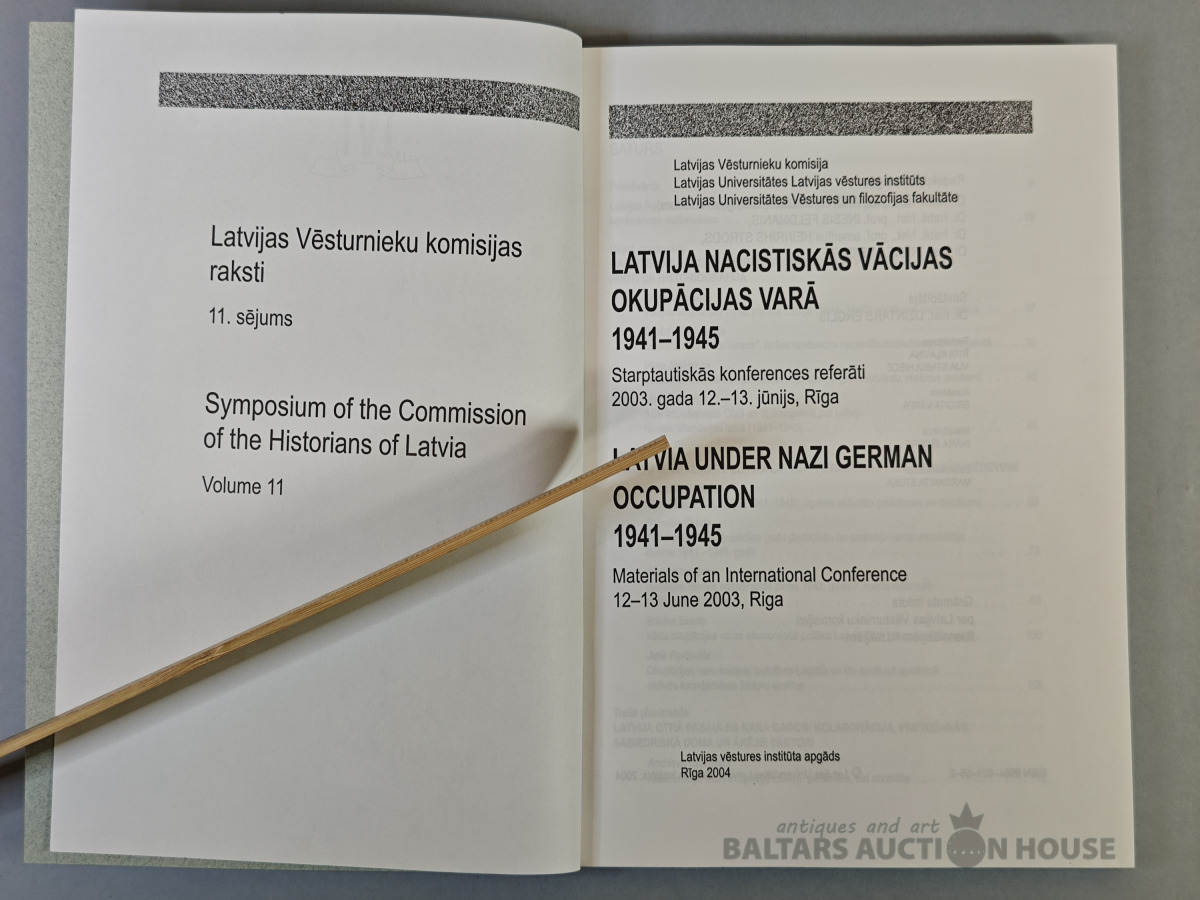 Latvijas Vēsturnieku komisijas
raksti
11. sējums
Symposium of the Commission
of the Historians of Latvia
Volume 11
Latvijas Vēsturnieku komisija
Latvijas Universitātes Latvijas vēstures institūts
Latvijas Universitātes Vēstures un filozofijas fakultāte
LATVIJA NACISTISKĀS VĀCIJAS
OKUPĀCIJAS VARĀ
1941–1945
Starptautiskās konferences referāti
2003. gada 12.–13. jūnijs, Rīga
LATVIA UNDER NAZI GERMAN
OCCUPATION
1941–1945
Materials of an International Conference
12–13 June 2003, Riga
Latvijas vēstures institūta apgāds
Rīga 2004
antiques and art
BALTARS AUCTION HOUSE